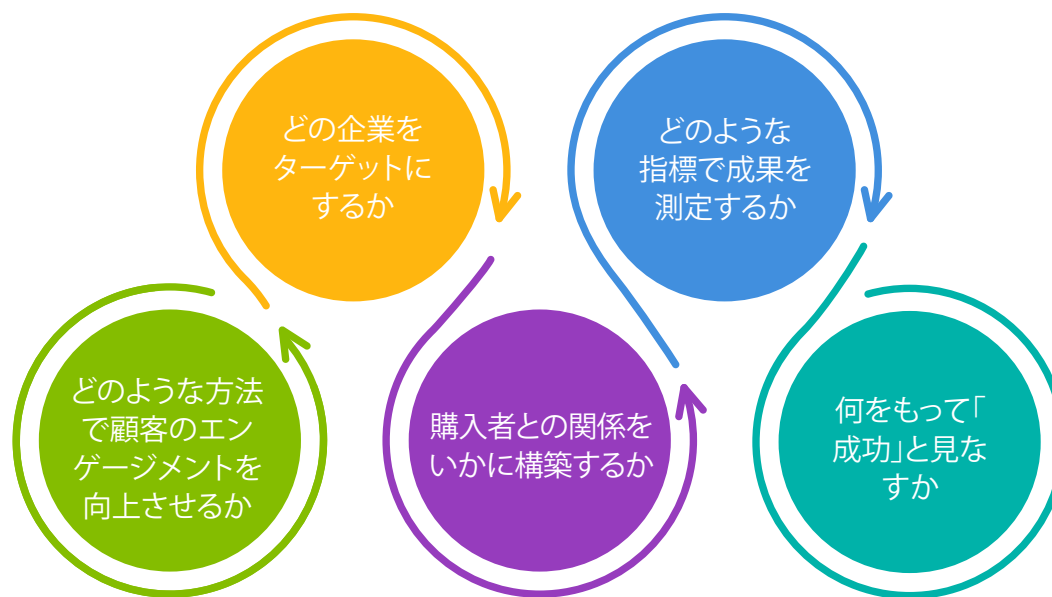 どのような方法
で顧客のエン
ゲージメントを
向上させるか
どの企業を
ターゲットに
するか
購入者との関係を
いかに構築するか
どのような
指標で成果を
測定するか
何をもって「
成功」と見な
すか